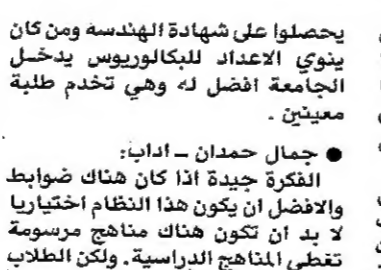 يحصلوا على شهادة الهندسة ومن كان
ينوي الاعداد للبكالوريوس يدخل
الجامعة افضل له وهي تخدم طلبة
معينين .
● جمال حمدان ــ اداب:
الفكرة جيدة اذا كان هناك ضوابط
والافضل ان يكون هذا النظام اختياريا
لا بد ان تكون هناك مناهج مرسومة
تغطي المناهج الدراسية . ولكن الطلاب